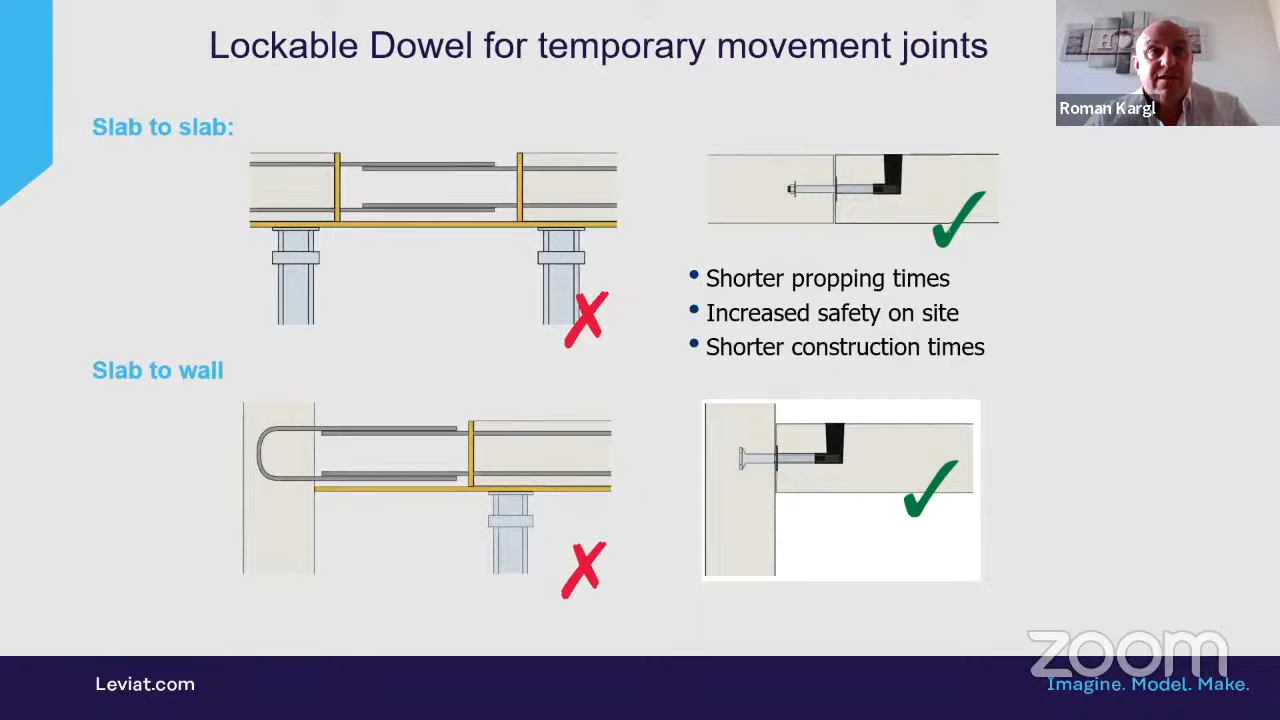 Lockable Dowel for temporary movement joints
Roman Kargl
Slab to slab:
• Shorter propping times
• Increased safety on site
• Shorter construction times
Slab to wall
zoom
Leviat.com
Imagine. Model. Make.